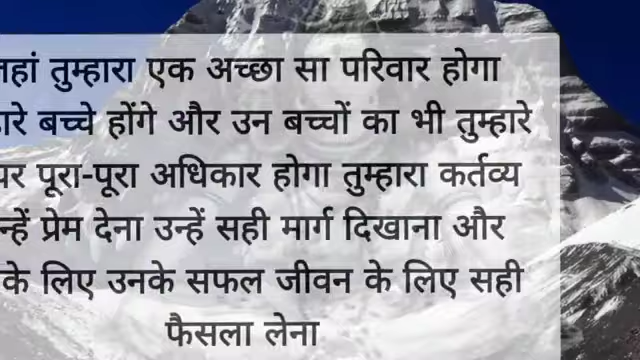 तुम्हारा एक अच्छा सा परिवार होगा
बच्चे होंगे और उन बच्चों का भी तुम्हारे
पूरा-पूरा अधिकार होगा तुम्हारा कर्तव्य
प्रेम देना उन्हें सही मार्ग दिखाना और
के लिए उनके सफल जीवन के लिए सही
फैसला लेना